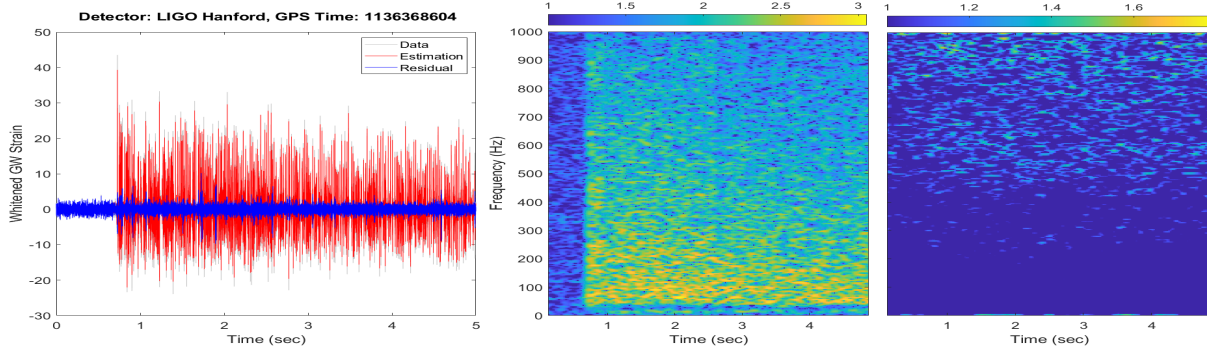 Detector: LIGO Hanford, GPS Time: 1136368604
50
40
30
20
10
0
-10
-20
-30
Whitened GW Strain
Data
Estimation
Residual
0 1 2 3 4 5
Time (sec)
1 1.5 2 2.5 3
1000
900
800
700
600
500
400
300
200
100
0
Frequency (Hz)
1 2 3 4
Time (sec)
1 1.2 1.4 1.6
1 2 3 4
Time (sec)